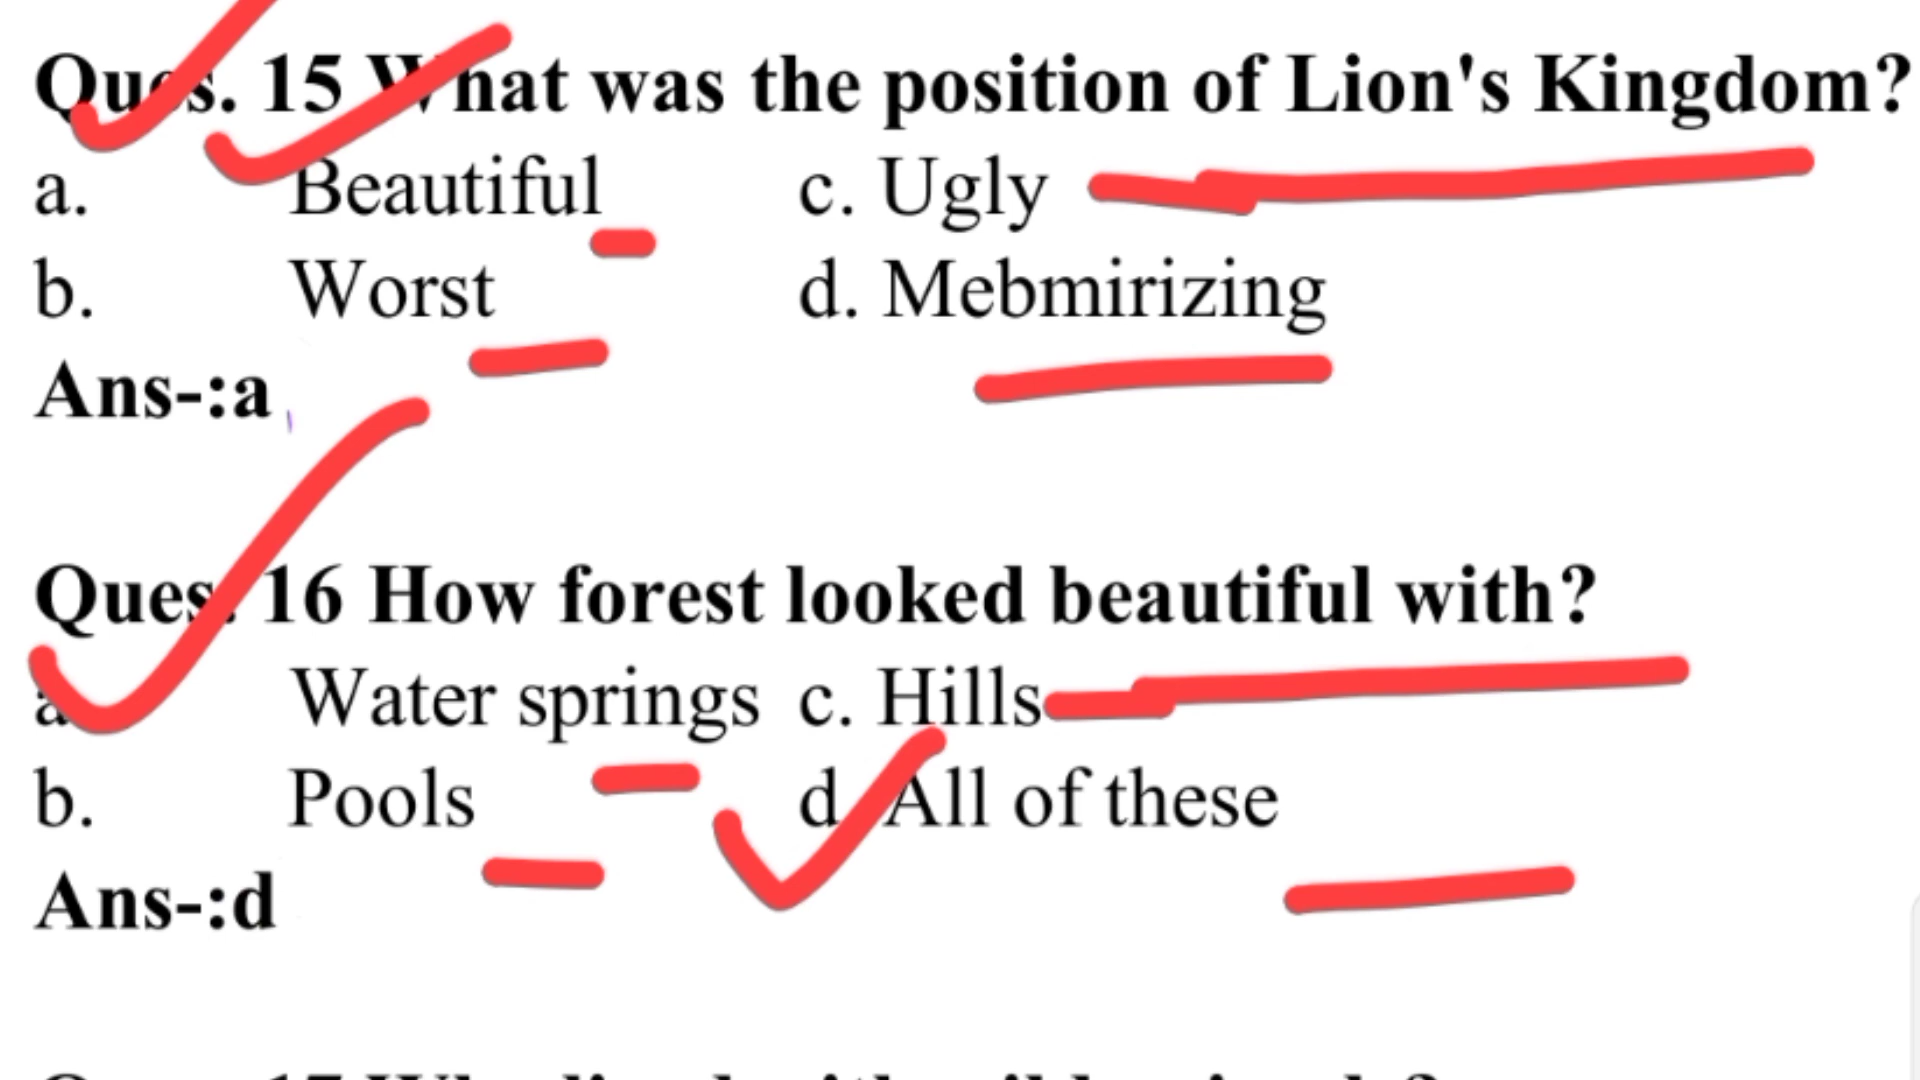 Ques. 15 What was the position of Lion's Kingdom?
a. Beautiful c. Ugly
b. Worst d. Mebmirizing
Ans-:a
Ques. 16 How forest looked beautiful with?
a Water springs c. Hills
b. Pools d. All of these
Ans-:d